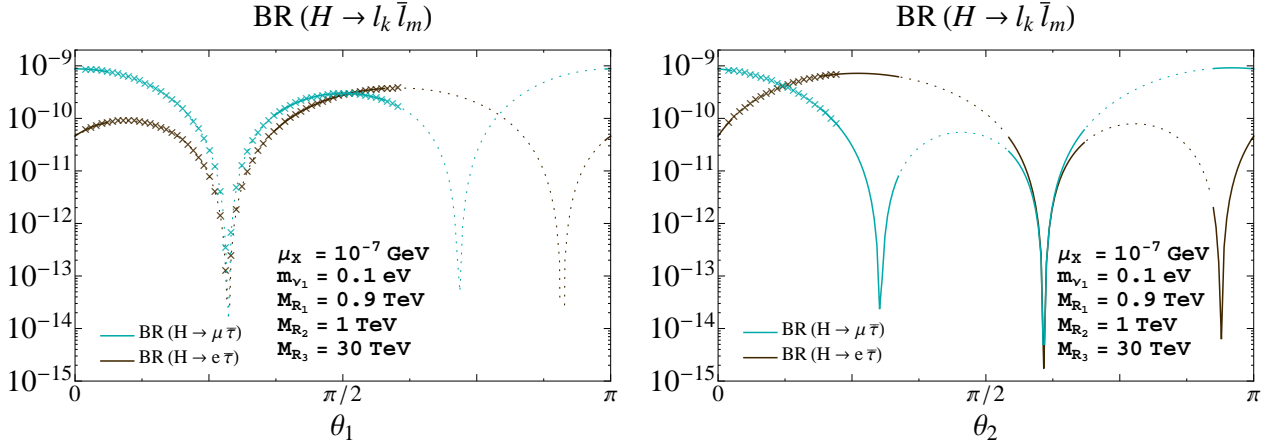 BR (H → l_k l̄_m)
10⁻⁹
10⁻¹⁰
10⁻¹¹
10⁻¹²
10⁻¹³
10⁻¹⁴
10⁻¹⁵
μ_X = 10⁻⁷ GeV
m_ν₁ = 0.1 eV
M_R₁ = 0.9 TeV
M_R₂ = 1 TeV
M_R₃ = 30 TeV
BR (H → μ τ̄)
BR (H → e τ̄)
0
π/2
π
θ₁
BR (H → l_k l̄_m)
10⁻⁹
10⁻¹⁰
10⁻¹¹
10⁻¹²
10⁻¹³
10⁻¹⁴
10⁻¹⁵
μ_X = 10⁻⁷ GeV
m_ν₁ = 0.1 eV
M_R₁ = 0.9 TeV
M_R₂ = 1 TeV
M_R₃ = 30 TeV
BR (H → μ τ̄)
BR (H → e τ̄)
0
π/2
π
θ₂